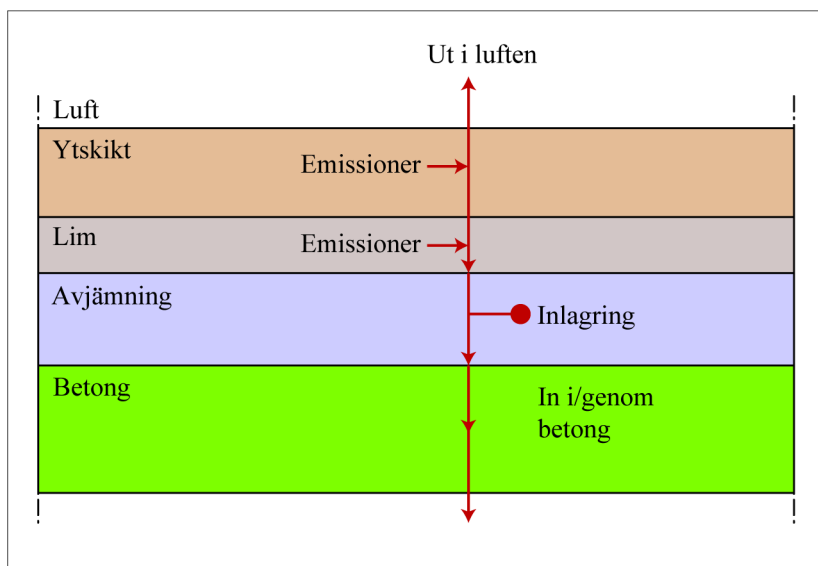 Ut i luften
Luft
Ytskikt
Emissioner
Lim
Emissioner
Avjämning
Inlagring
Betong
In i/genom
betong